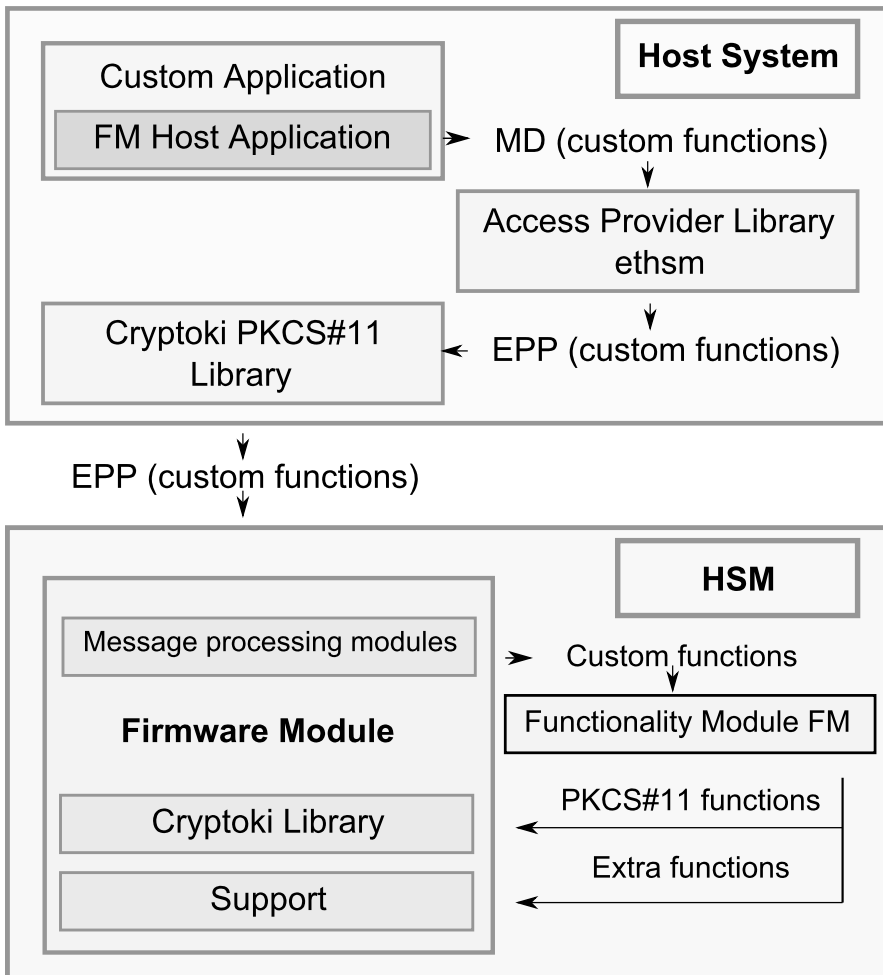 Host System
Custom Application
FM Host Application
MD (custom functions)
Access Provider Library
ethsm
EPP (custom functions)
Cryptoki PKCS#11
Library
EPP (custom functions)
HSM
Message processing modules
Custom functions
Functionality Module FM
Firmware Module
PKCS#11 functions
Cryptoki Library
Extra functions
Support